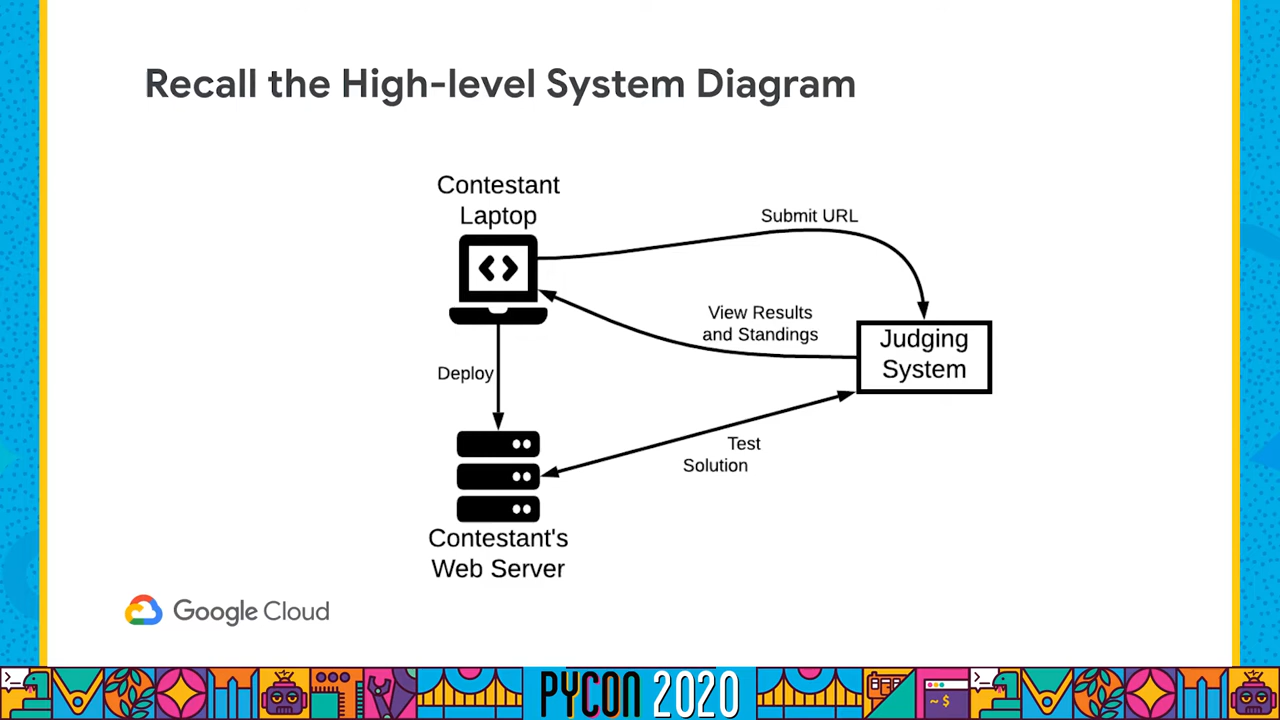 Recall the High-level System Diagram
Contestant
Laptop
Submit URL
View Results
and Standings
Judging
System
Deploy
Test
Solution
Contestant's
Web Server
Google Cloud
PYCON 2020
~$